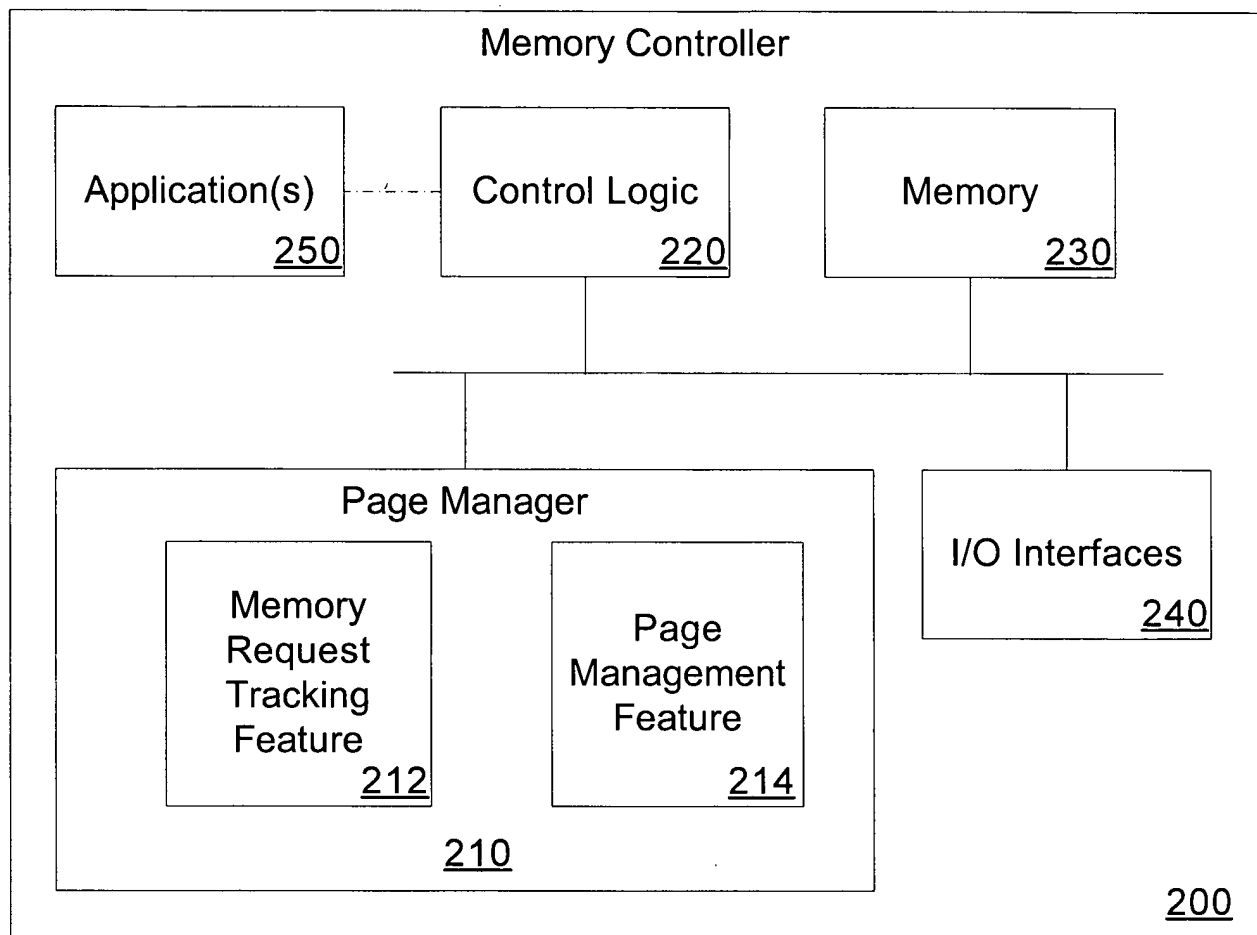 Memory Controller
Application(s)
250
Control Logic
220
Memory
230
Page Manager
Memory
Request
Tracking
Feature
212
Page
Management
Feature
214
210
I/O Interfaces
240
200